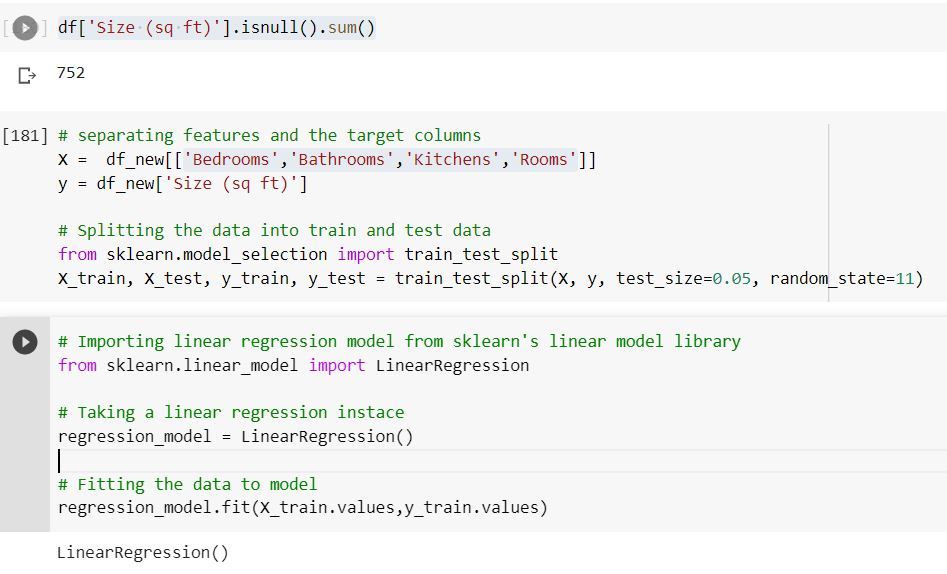 [ ] df['Size (sq ft)'].isnull().sum()
752
[181] # separating features and the target columns
X =  df_new[['Bedrooms','Bathrooms','Kitchens','Rooms']]
y = df_new['Size (sq ft)']
# Splitting the data into train and test data
from sklearn.model_selection import train_test_split
X_train, X_test, y_train, y_test = train_test_split(X, y, test_size=0.05, random_state=11)
# Importing linear regression model from sklearn's linear model library
from sklearn.linear_model import LinearRegression
# Taking a linear regression instace
regression_model = LinearRegression()
# Fitting the data to model
regression_model.fit(X_train.values,y_train.values)
LinearRegression()